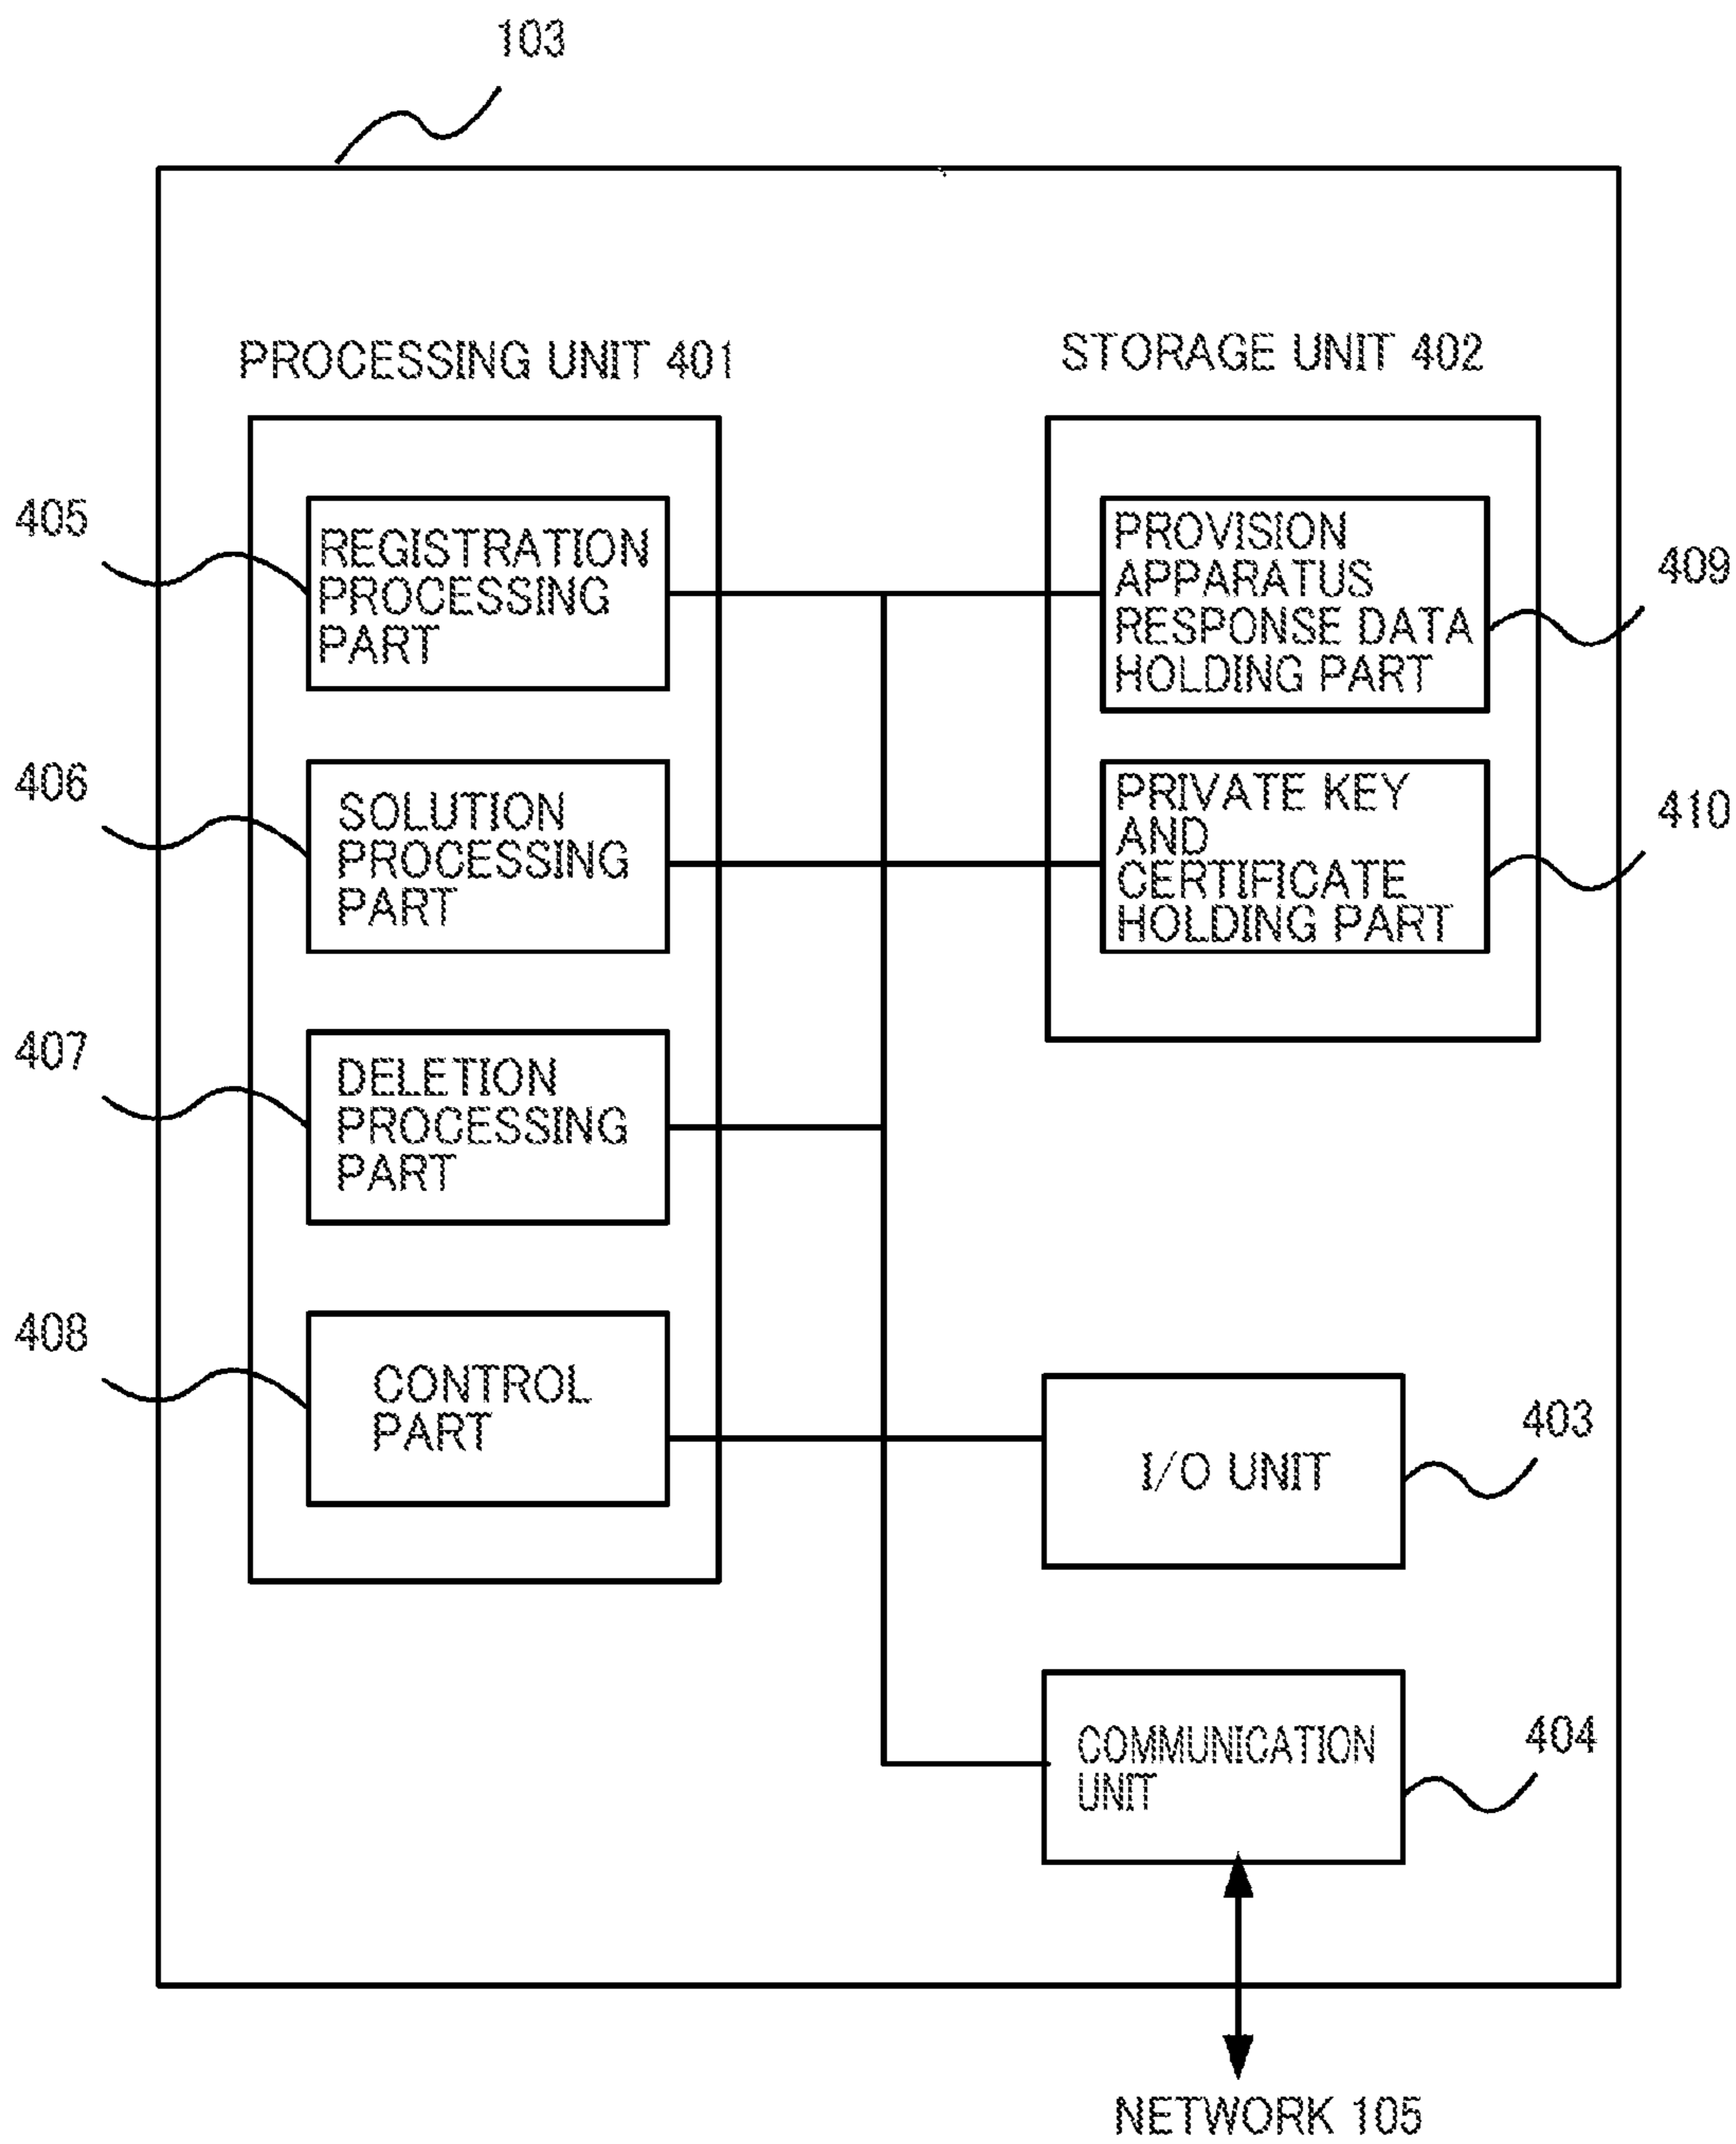 103
PROCESSING UNIT 401
STORAGE UNIT 402
405
REGISTRATION
PROCESSING
PART
PROVISION
APPARATUS
RESPONSE DATA
HOLDING PART
409
406
SOLUTION
PROCESSING
PART
PRIVATE KEY
AND
CERTIFICATE
HOLDING PART
410
407
DELETION
PROCESSING
PART
408
CONTROL
PART
I/O UNIT
403
COMMUNICATION
UNIT
404
NETWORK 105